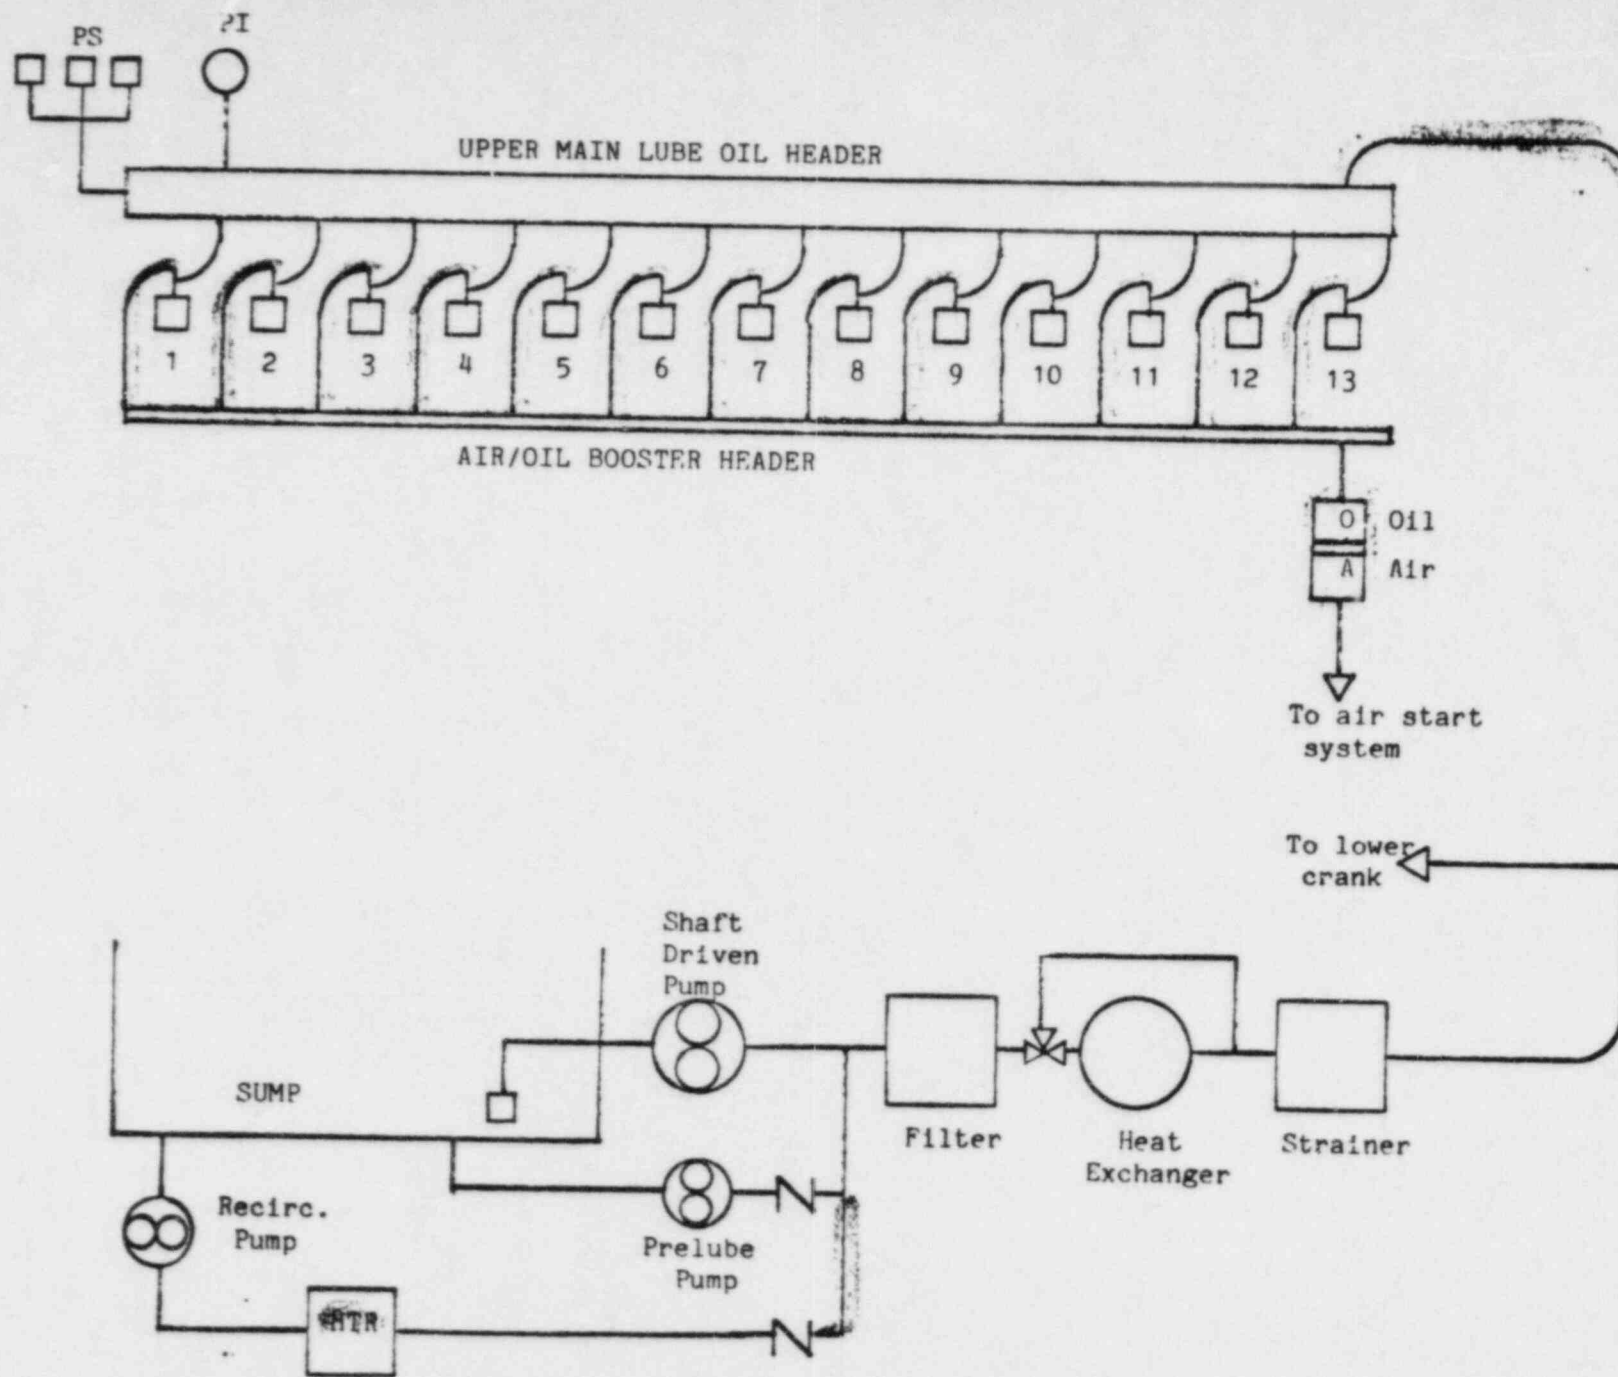 PS
PI
UPPER MAIN LUBE OIL HEADER
1 2 3 4 5 6 7 8 9 10 11 12 13
AIR/OIL BOOSTER HEADER
O Oil
A Air
To air start
system
To lower
crank
Shaft
Driven
Pump
SUMP
Filter
Heat
Exchanger
Strainer
Recirc.
Pump
Prelube
Pump
HTR